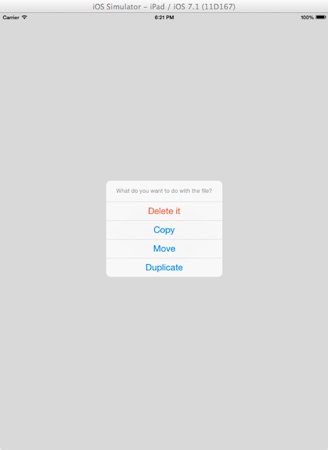 iOS Simulator - iPad / iOS 7.1 (11D167)
Carrier 6:21 PM 100%
What do you want to do with the file?
Delete it
Copy
Move
Duplicate